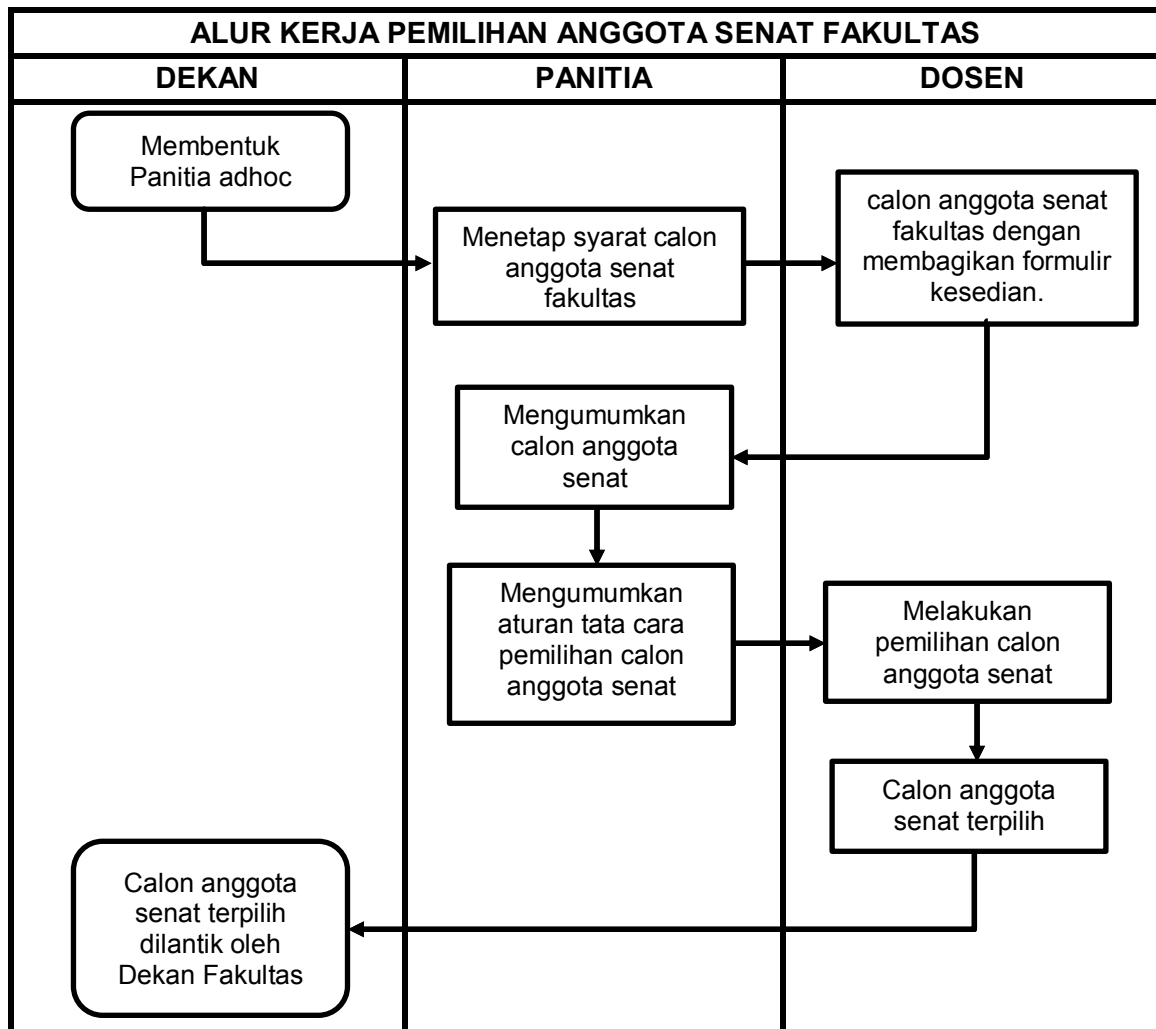 ALUR KERJA PEMILIHAN ANGGOTA SENAT FAKULTAS
DEKAN
PANITIA
DOSEN
Membentuk
Panitia adhoc
Menetap syarat calon
anggota senat
fakultas
calon anggota senat
fakultas dengan
membagikan formulir
kesedian.
Mengumumkan
calon anggota
senat
Mengumumkan
aturan tata cara
pemilihan calon
anggota senat
Melakukan
pemilihan calon
anggota senat
Calon anggota
senat terpilih
Calon anggota
senat terpilih
dilantik oleh
Dekan Fakultas